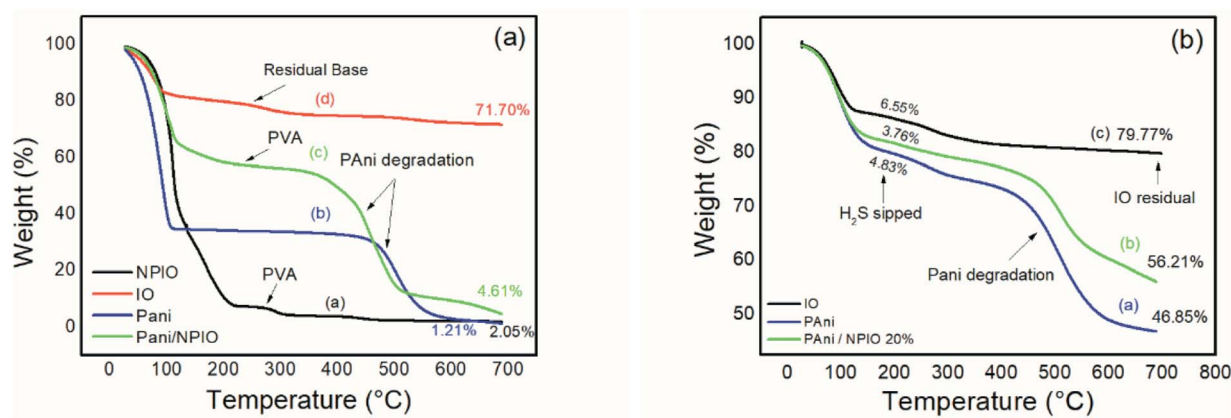 (a)
100
80
60
40
20
0
Weight (%)
Residual Base
(d)
71.70%
PVA
(c)
PAni degradation
(b)
PVA
(a)
4.61%
1.21%
2.05%
NPIO
IO
Pani
Pani/NPIO
0 100 200 300 400 500 600 700
Temperature (°C)
(b)
100
90
80
70
60
50
Weight (%)
6.55%
3.76%
4.83%
(c) 79.77%
H₂S sipped
IO residual
(b)
Pani degradation
56.21%
(a)
46.85%
IO
PAni
PAni / NPIO 20%
0 100 200 300 400 500 600 700 800
Temperature (°C)